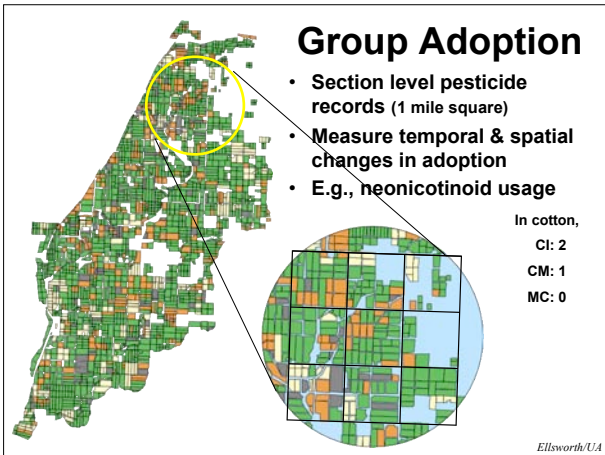 Group Adoption
• Section level pesticide
records (1 mile square)
• Measure temporal & spatial
changes in adoption
• E.g., neonicotinoid usage
In cotton,
CI: 2
CM: 1
MC: 0
Ellsworth/UA